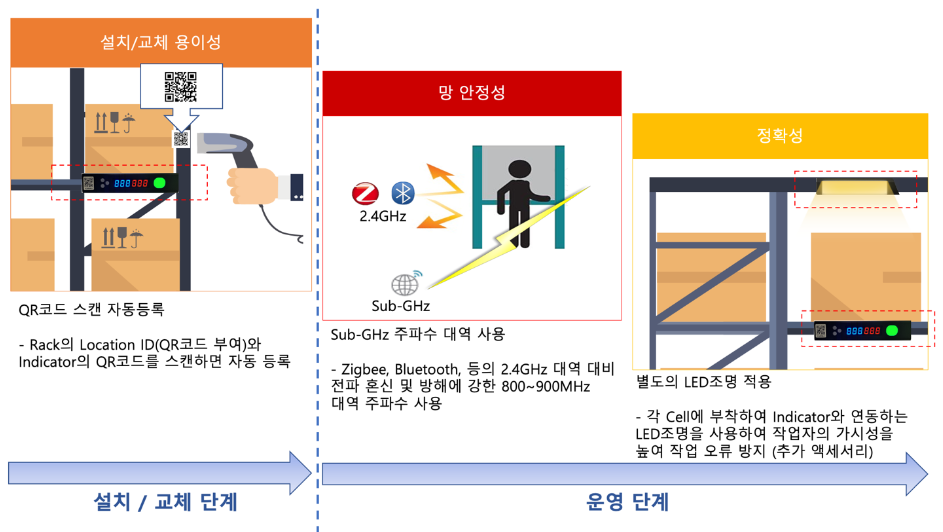 설치/교체 용이성
QR코드 스캔 자동등록
- Rack의 Location ID(QR코드 부여)와
Indicator의 QR코드를 스캔하면 자동 등록
망 안정성
2.4GHz
Sub-GHz
Sub-GHz 주파수 대역 사용
- Zigbee, Bluetooth, 등의 2.4GHz 대역 대비
전파 혼신 및 방해에 강한 800~900MHz
대역 주파수 사용
정확성
별도의 LED조명 적용
- 각 Cell에 부착하여 Indicator와 연동하는
LED조명을 사용하여 작업자의 가시성을
높여 작업 오류 방지 (추가 액세서리)
설치 / 교체 단계
운영 단계